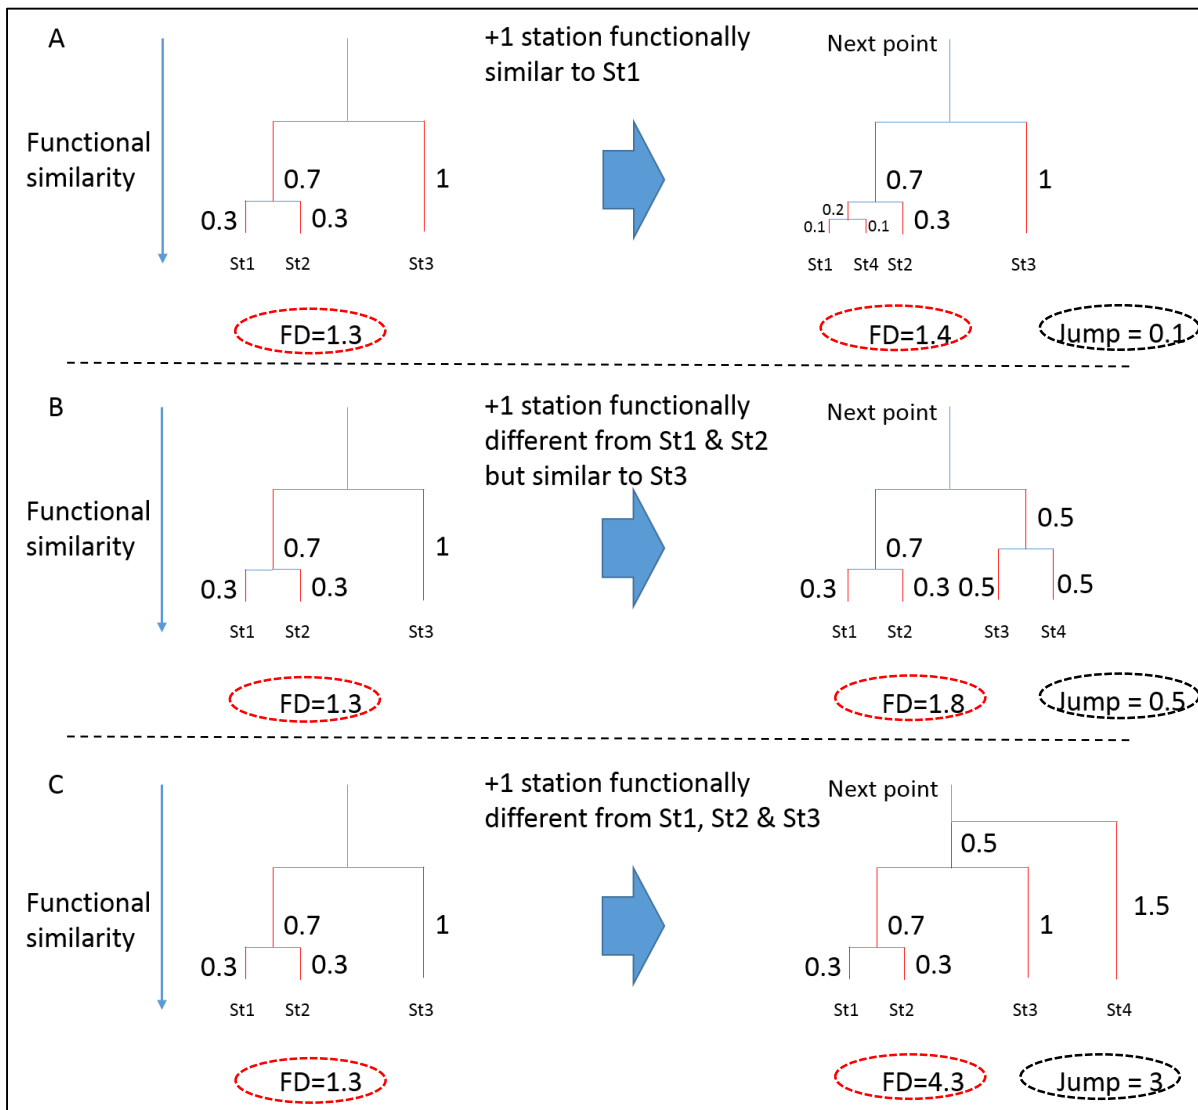 A
+1 station functionally
similar to St1
Next point
Functional
similarity
0.7
1
0.3
0.3
St1
St2
St3
0.7
1
0.2
0.1
0.1
0.3
St1
St4
St2
St3
FD=1.3
FD=1.4
Jump = 0.1
B
+1 station functionally
different from St1 & St2
but similar to St3
Next point
Functional
similarity
0.7
1
0.3
0.3
St1
St2
St3
0.5
0.7
0.3
0.3
0.5
0.5
St1
St2
St3
St4
FD=1.3
FD=1.8
Jump = 0.5
C
+1 station functionally
different from St1, St2 & St3
Next point
Functional
similarity
0.7
1
0.3
0.3
St1
St2
St3
0.5
1.5
0.7
1
0.3
0.3
St1
St2
St3
St4
FD=1.3
FD=4.3
Jump = 3